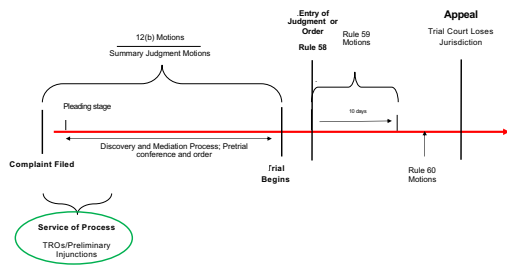 12(b) Motions
Summary Judgment Motions
.Entry of
Judgment or
Order
Rule 58
Rule 59
Motions
Appeal
Trial Court Loses
Jurisdiction
Pleading stage
10 days
Complaint Filed
Discovery and Mediation Process; Pretrial
conference and order
Trial
Begins
Rule 60
Motions
Service of Process
TROs/Preliminary
Injunctions